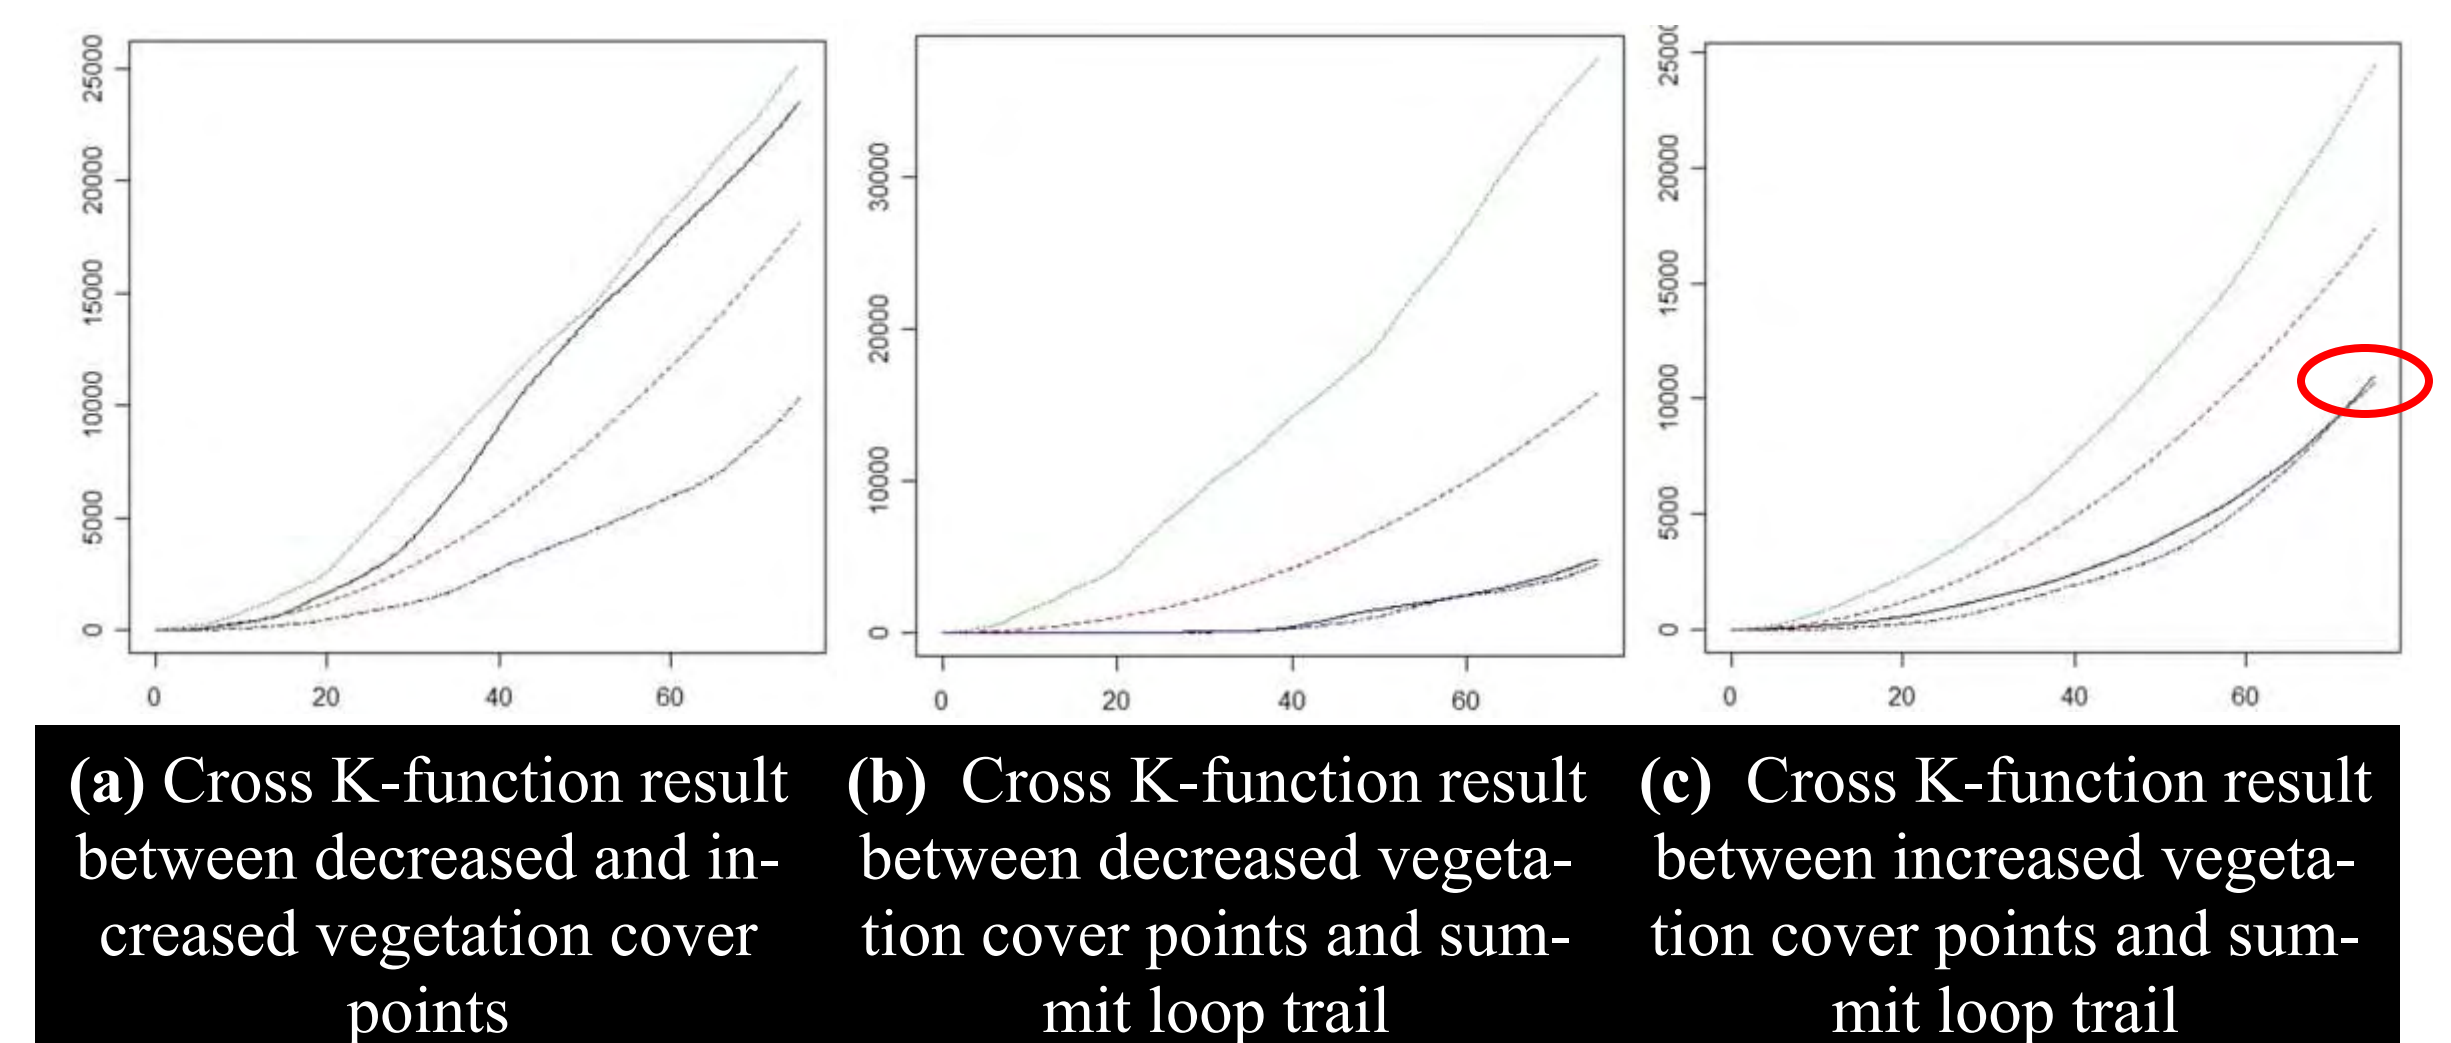 25000
20000
15000
10000
5000
0
0 20 40 60
30000
20000
10000
0
0 20 40 60
25000
20000
15000
10000
5000
0
0 20 40 60
(a) Cross K-function result
between decreased and in-
creased vegetation cover
points
(b) Cross K-function result
between decreased vegeta-
tion cover points and sum-
mit loop trail
(c) Cross K-function result
between increased vegeta-
tion cover points and sum-
mit loop trail